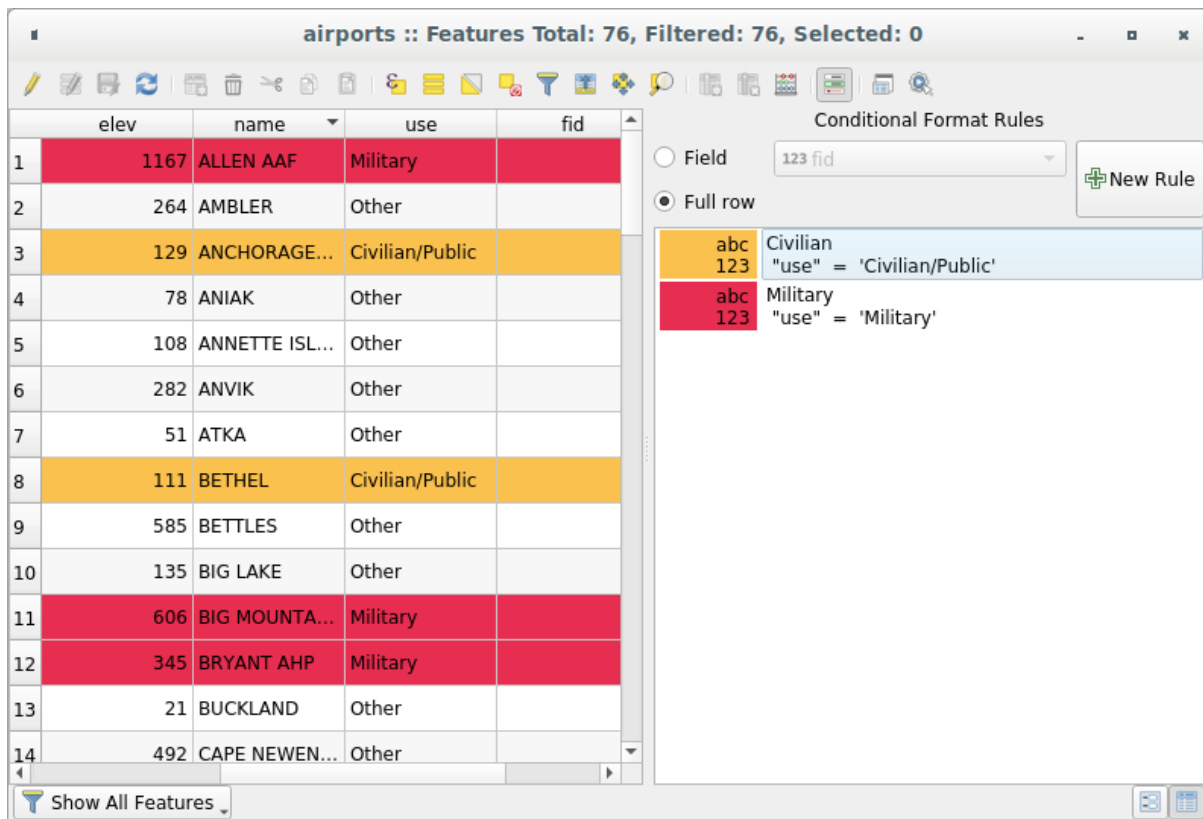 airports :: Features Total: 76, Filtered: 76, Selected: 0
elev name use fid
1 1167 ALLEN AAF Military
2 264 AMBLER Other
3 129 ANCHORAGE... Civilian/Public
4 78 ANIAK Other
5 108 ANNETTE ISL... Other
6 282 ANVIK Other
7 51 ATKA Other
8 111 BETHEL Civilian/Public
9 585 BETTLES Other
10 135 BIG LAKE Other
11 606 BIG MOUNTA... Military
12 345 BRYANT AHP Military
13 21 BUCKLAND Other
14 492 CAPE NEWEN... Other
Show All Features
Conditional Format Rules
Field 123 fid
Full row
New Rule
abc Civilian
123 "use" = 'Civilian/Public'
abc Military
123 "use" = 'Military'